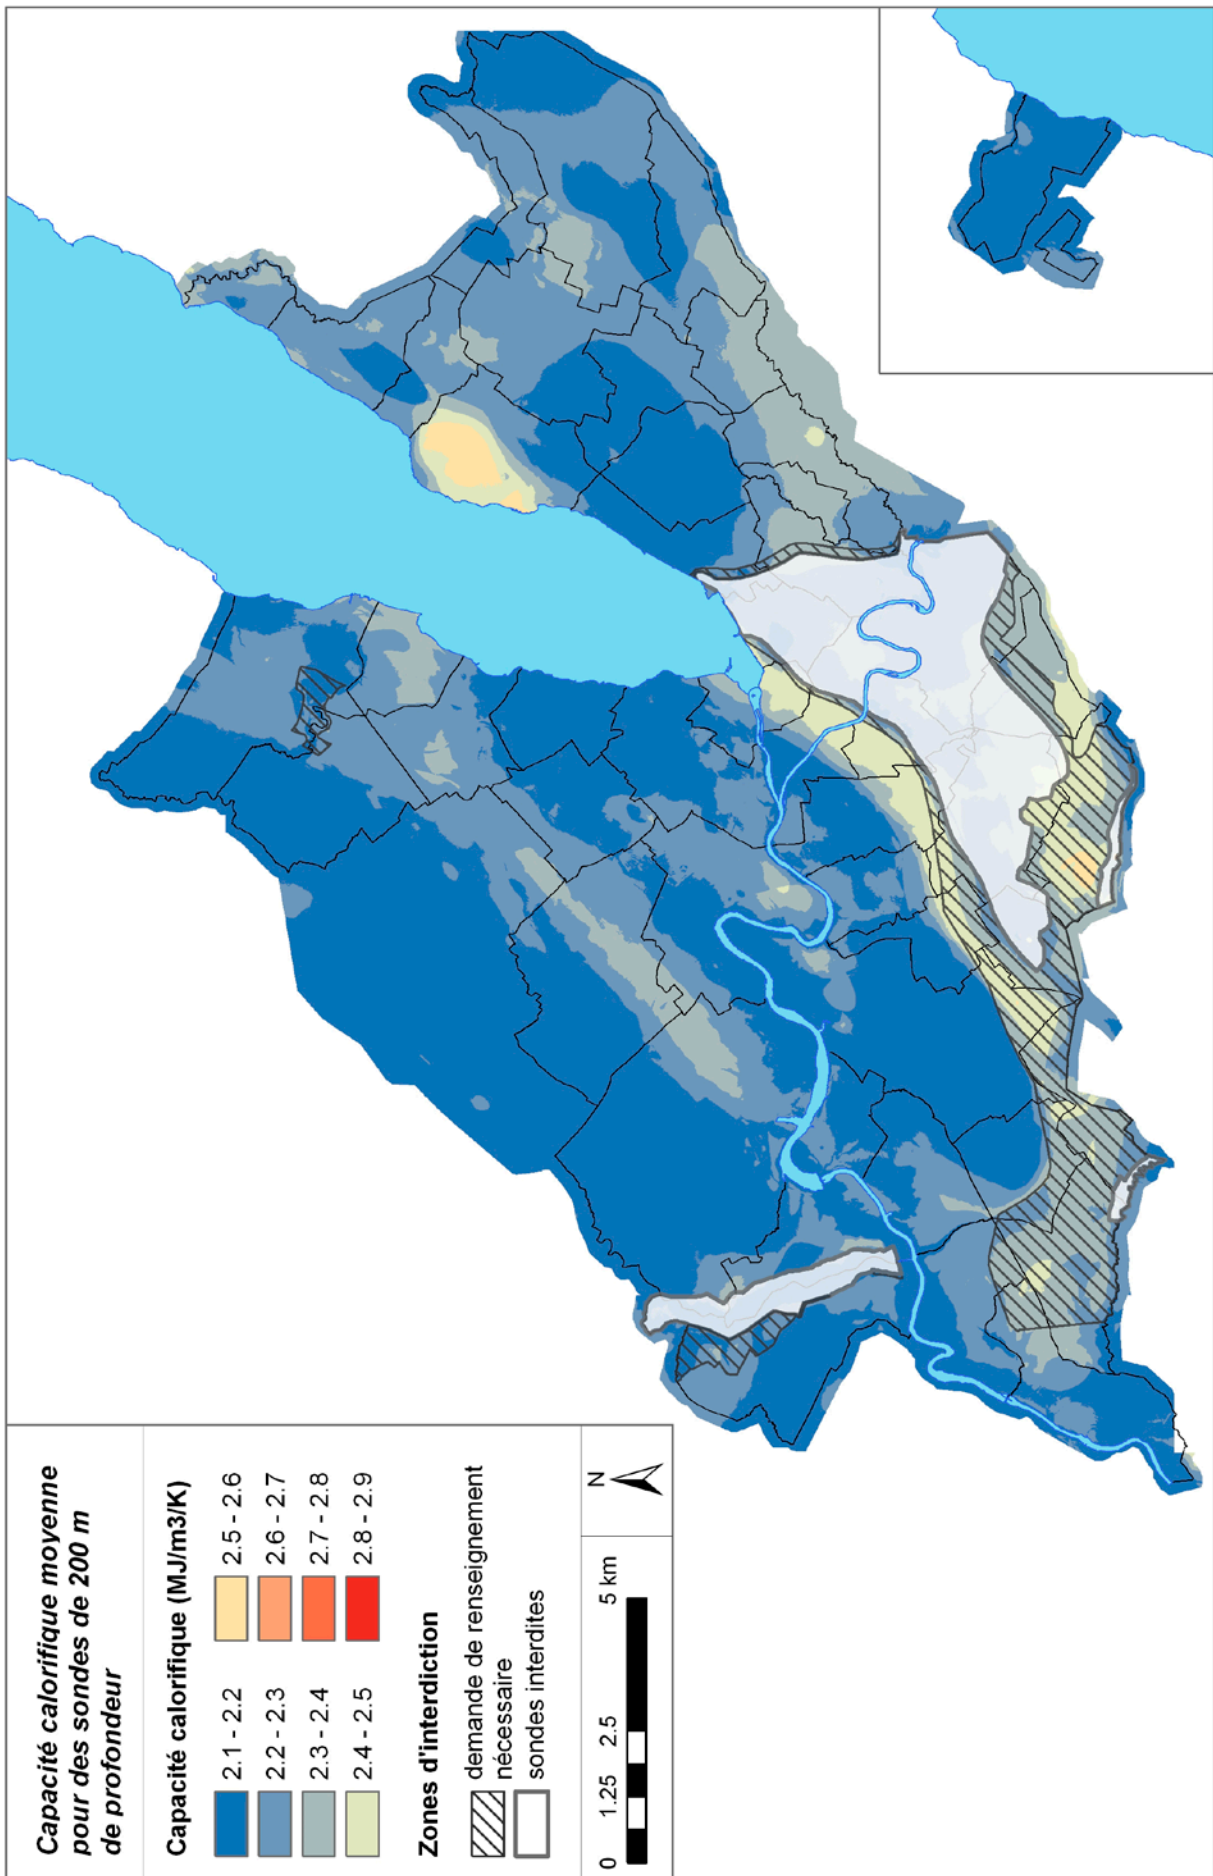 Capacité calorifique moyenne
pour des sondes de 200 m
de profondeur
Capacité calorifique (MJ/m3/K)
2.1 - 2.2
2.2 - 2.3
2.3 - 2.4
2.4 - 2.5
2.5 - 2.6
2.6 - 2.7
2.7 - 2.8
2.8 - 2.9
Zones d'interdiction
demande de renseignement
nécessaire
sondes interdites
0 1.25 2.5 5 km
N